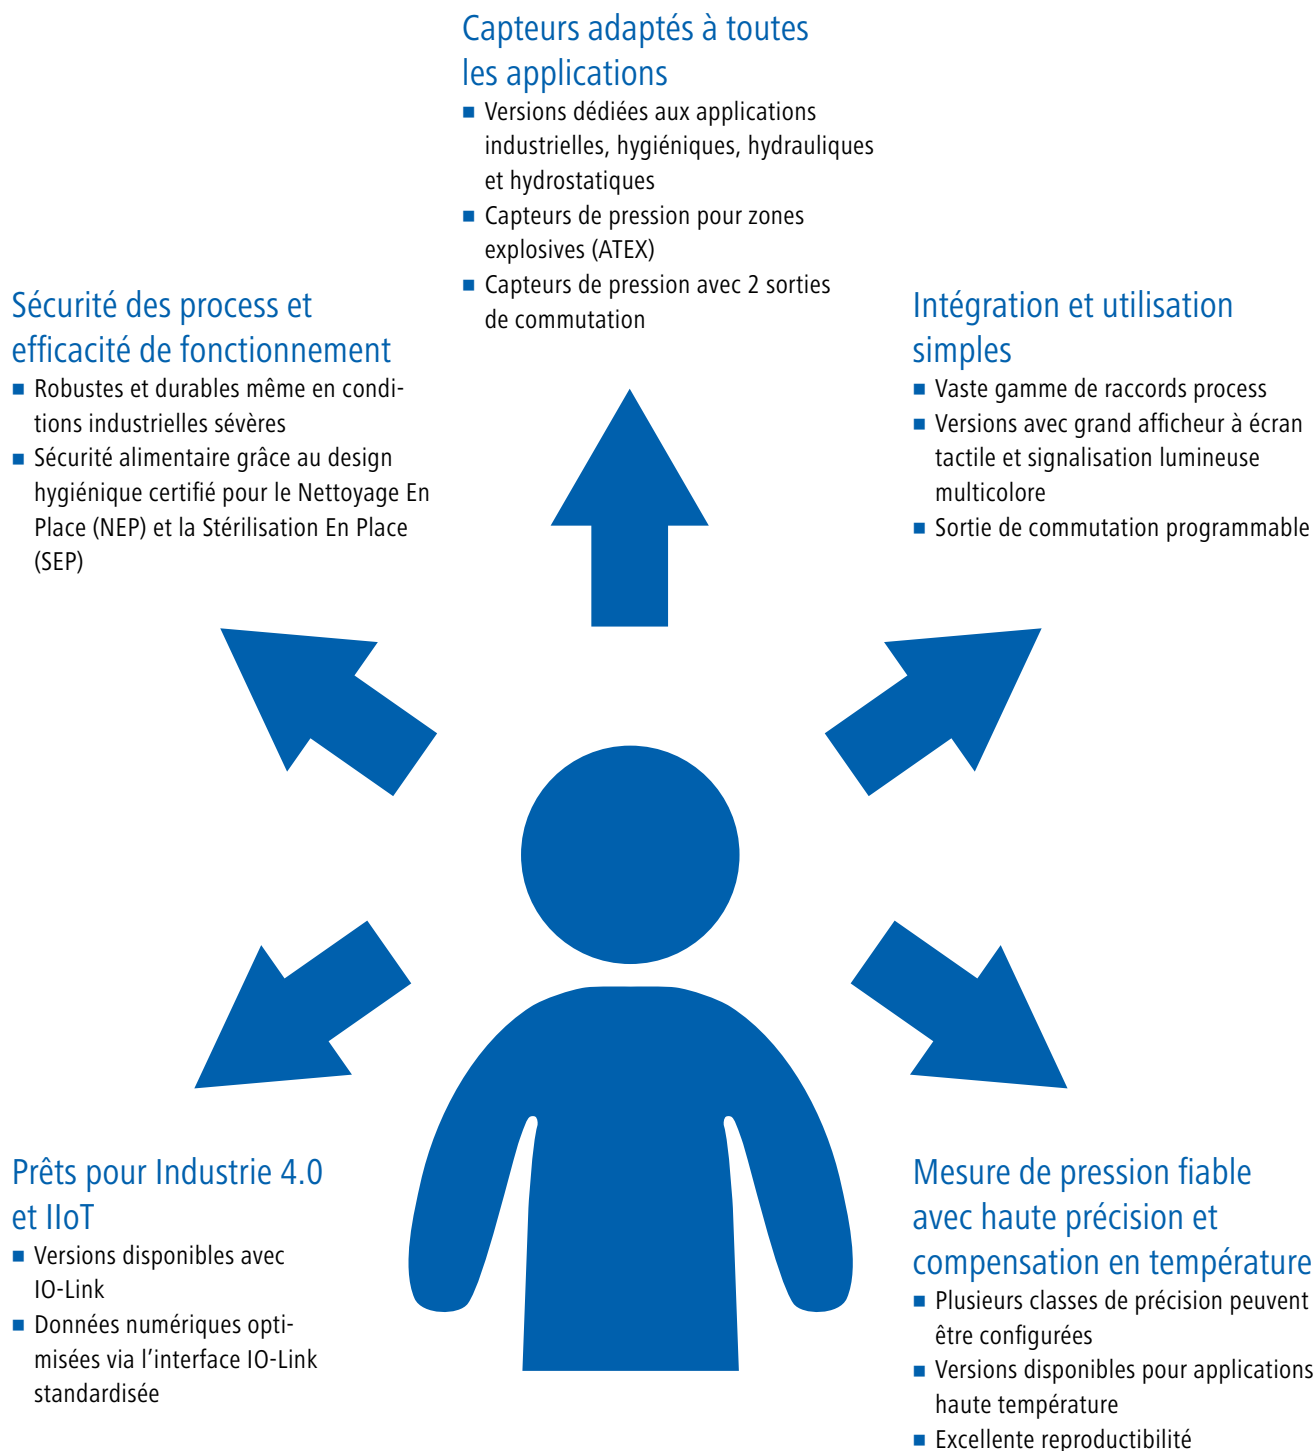 Capteurs adaptés à toutes
les applications
■ Versions dédiées aux applications
industrielles, hygiéniques, hydrauliques
et hydrostatiques
■ Capteurs de pression pour zones
explosives (ATEX)
■ Capteurs de pression avec 2 sorties
de commutation
Sécurité des process et
efficacité de fonctionnement
■ Robustes et durables même en condi-
tions industrielles sévères
■ Sécurité alimentaire grâce au design
hygiénique certifié pour le Nettoyage En
Place (NEP) et la Stérilisation En Place
(SEP)
Intégration et utilisation
simples
■ Vaste gamme de raccords process
■ Versions avec grand afficheur à écran
tactile et signalisation lumineuse
multicolore
■ Sortie de commutation programmable
Prêts pour Industrie 4.0
et IIoT
■ Versions disponibles avec
IO-Link
■ Données numériques opti-
misées via l’interface IO-Link
standardisée
Mesure de pression fiable
avec haute précision et
compensation en température
■ Plusieurs classes de précision peuvent
être configurées
■ Versions disponibles pour applications
haute température
■ Excellente reproductibilité